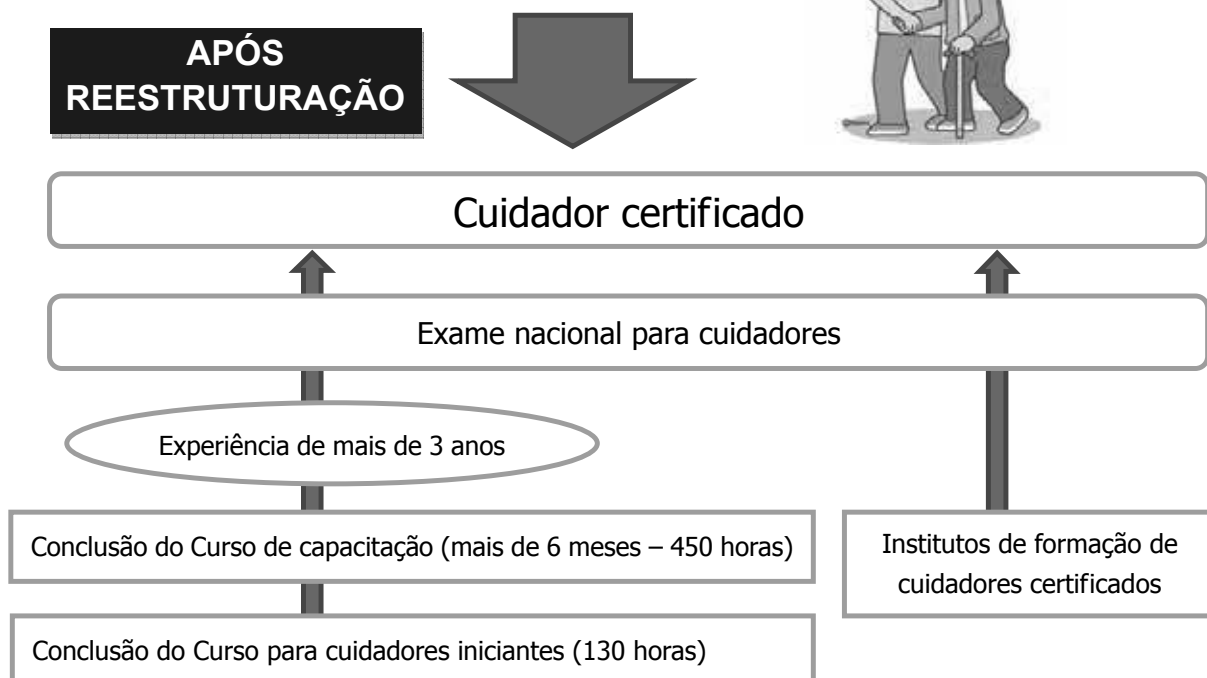 APÓS
REESTRUTURAÇÃO
Cuidador certificado
Exame nacional para cuidadores
Experiência de mais de 3 anos
Conclusão do Curso de capacitação (mais de 6 meses – 450 horas)
Institutos de formação de
cuidadores certificados
Conclusão do Curso para cuidadores iniciantes (130 horas)